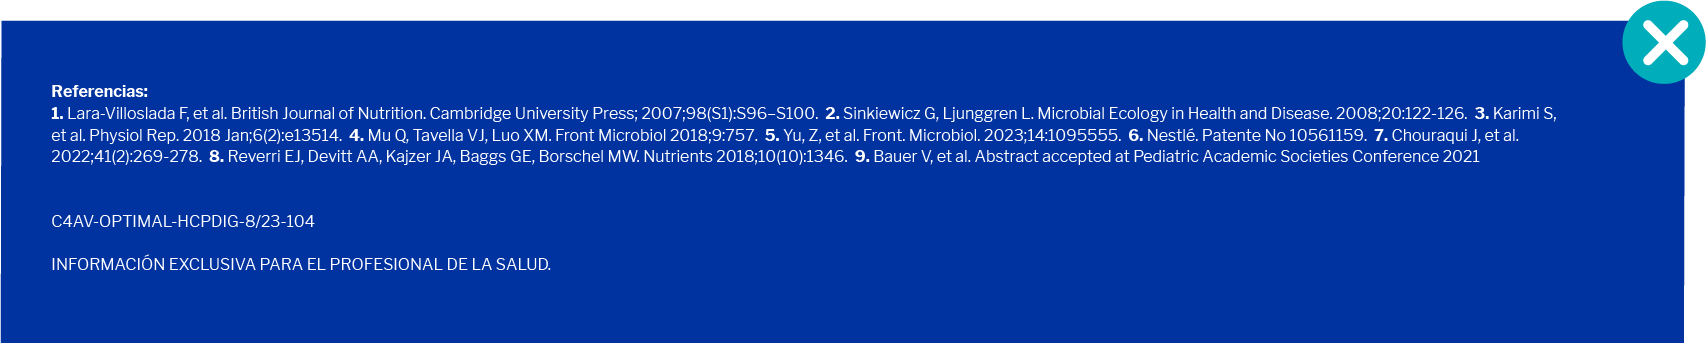 Referencias:
1. Lara-Villoslada F, et al. British Journal of Nutrition. Cambridge University Press; 2007;98(S1):S96–S100. 2. Sinkiewicz G, Ljunggren L. Microbial Ecology in Health and Disease. 2008;20:122-126. 3. Karimi S,
et al. Physiol Rep. 2018 Jan;6(2):e13514. 4. Mu Q, Tavella VJ, Luo XM. Front Microbiol 2018;9:757. 5. Yu, Z, et al. Front. Microbiol. 2023;14:1095555. 6. Nestlé. Patente No 10561159. 7. Chouraqui J, et al.
2022;41(2):269-278. 8. Reverri EJ, Devitt AA, Kajzer JA, Baggs GE, Borschel MW. Nutrients 2018;10(10):1346. 9. Bauer V, et al. Abstract accepted at Pediatric Academic Societies Conference 2021
C4AV-OPTIMAL-HCPDIG-8/23-104
INFORMACIÓN EXCLUSIVA PARA EL PROFESIONAL DE LA SALUD.